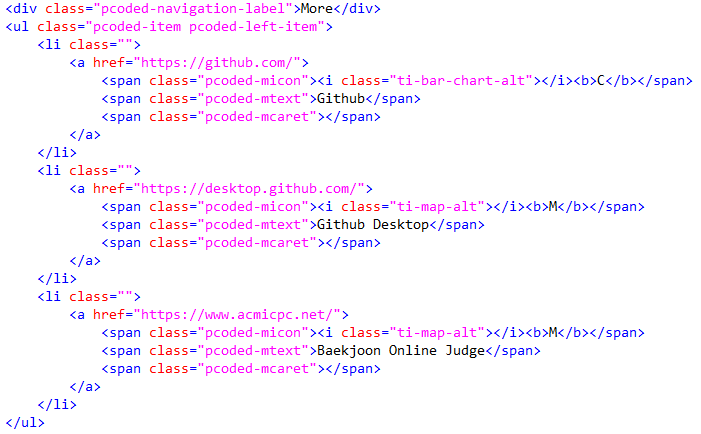 <div class="pcoded-navigation-label">More</div>
<ul class="pcoded-item pcoded-left-item">
    <li class="">
        <a href="https://github.com/">
            <span class="pcoded-micon"><i class="ti-bar-chart-alt"></i><b>C</b></span>
            <span class="pcoded-mtext">Github</span>
            <span class="pcoded-mcaret"></span>
        </a>
    </li>
    <li class="">
        <a href="https://desktop.github.com/">
            <span class="pcoded-micon"><i class="ti-map-alt"></i><b>M</b></span>
            <span class="pcoded-mtext">Github Desktop</span>
            <span class="pcoded-mcaret"></span>
        </a>
    </li>
    <li class="">
        <a href="https://www.acmicpc.net/">
            <span class="pcoded-micon"><i class="ti-map-alt"></i><b>M</b></span>
            <span class="pcoded-mtext">Baekjoon Online Judge</span>
            <span class="pcoded-mcaret"></span>
        </a>
    </li>
</ul>